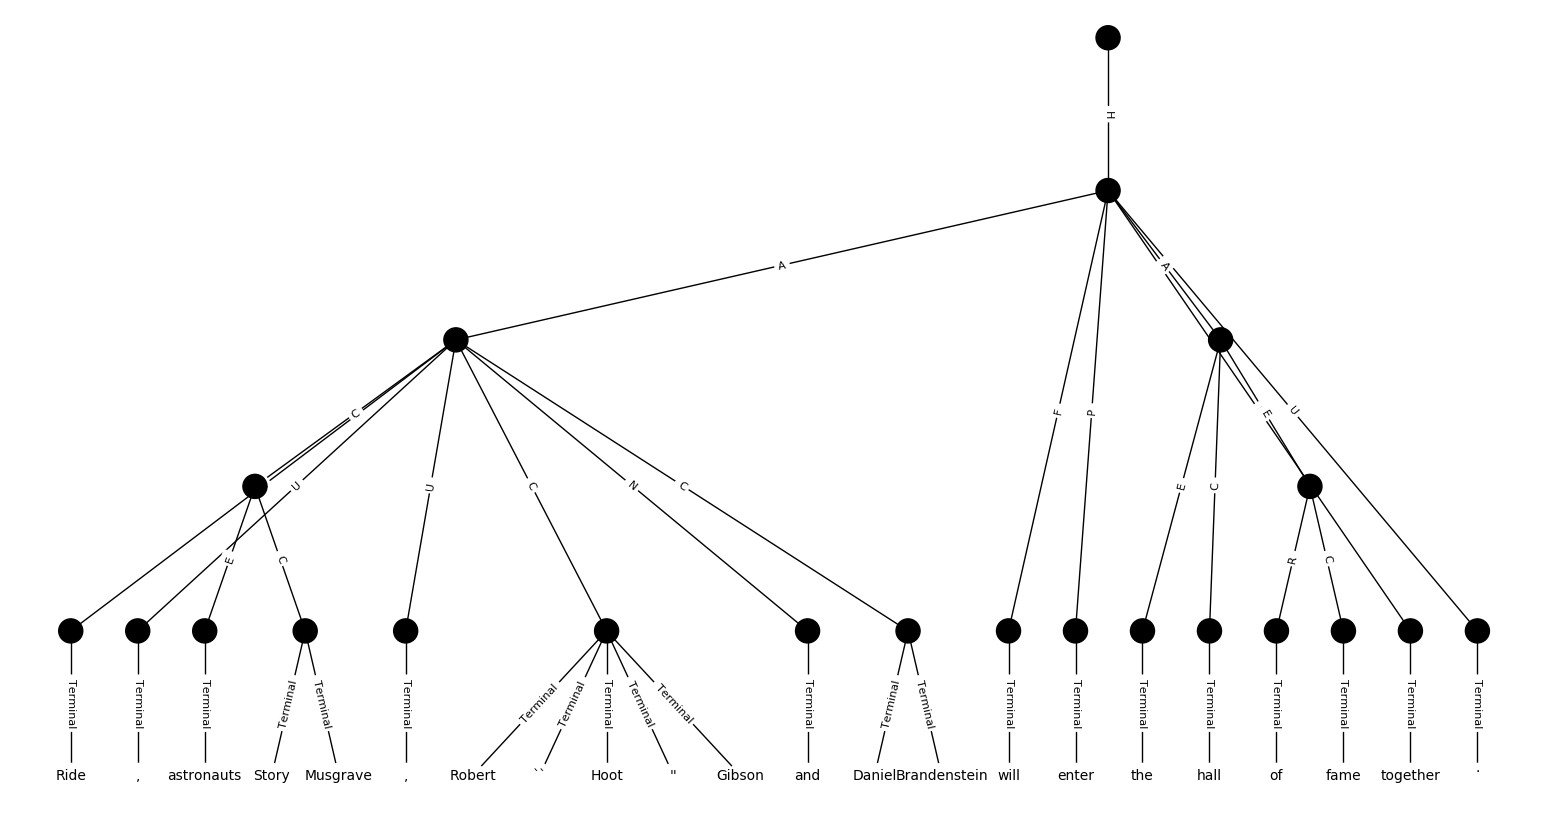 H
A
A
C
F
P
E
U
U
U
C
N
C
E
C
E
C
R
C
Terminal Terminal Terminal Terminal Terminal Terminal Terminal Terminal Terminal Terminal Terminal Terminal Terminal Terminal Terminal Terminal Terminal Terminal Terminal Terminal Terminal Terminal
Ride , astronauts Story Musgrave , Robert `` Hoot '' Gibson and Daniel Brandenstein will enter the hall of fame together .